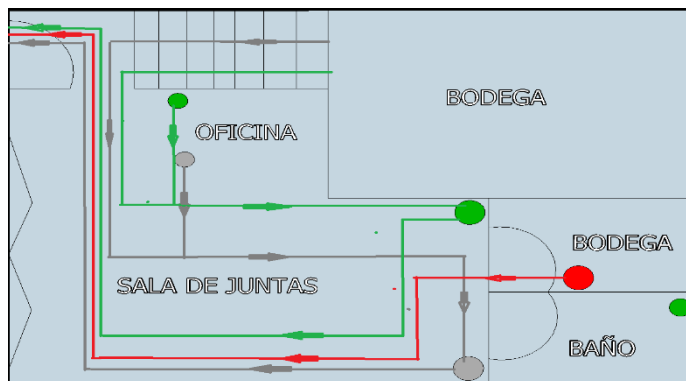 BODEGA
OFICINA
BODEGA
SALA DE JUNTAS
BAÑO